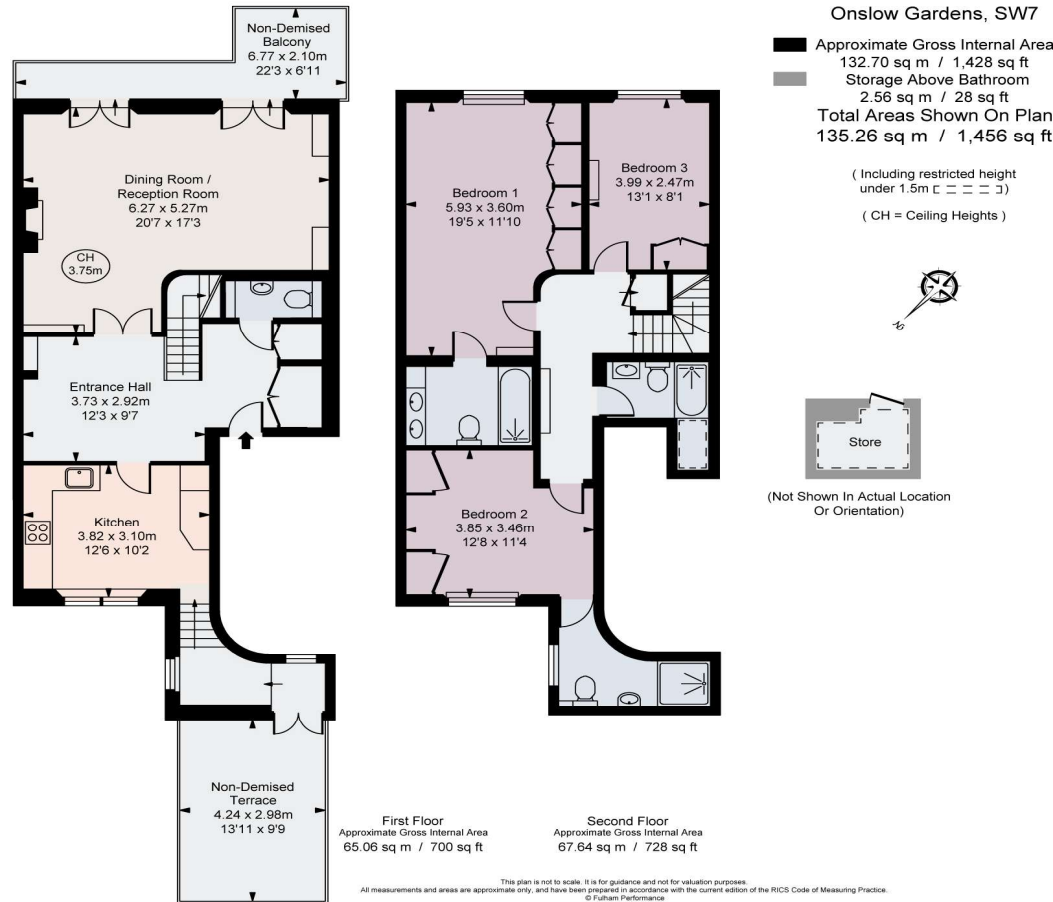 Onslow Gardens, SW7
Approximate Gross Internal Area
132.70 sq m / 1,428 sq ft
Storage Above Bathroom
2.56 sq m / 28 sq ft
Total Areas Shown On Plan
135.26 sq m / 1,456 sq ft
( Including restricted height
under 1.5m )
( CH = Ceiling Heights )
Non-Demised
Balcony
6.77 x 2.10m
22'3 x 6'11
Dining Room /
Reception Room
6.27 x 5.27m
20'7 x 17'3
CH
3.75m
Entrance Hall
3.73 x 2.92m
12'3 x 9'7
Kitchen
3.82 x 3.10m
12'6 x 10'2
Non-Demised
Terrace
4.24 x 2.98m
13'11 x 9'9
First Floor
Approximate Gross Internal Area
65.06 sq m / 700 sq ft
Bedroom 1
5.93 x 3.60m
19'5 x 11'10
Bedroom 3
3.99 x 2.47m
13'1 x 8'1
Bedroom 2
3.85 x 3.46m
12'8 x 11'4
Second Floor
Approximate Gross Internal Area
67.64 sq m / 728 sq ft
N
Store
(Not Shown In Actual Location
Or Orientation)
This plan is not to scale. It is for guidance and not for valuation purposes.
All measurements and areas are approximate only, and have been prepared in accordance with the current edition of the RICS Code of Measuring Practice.
© Fulham Performance